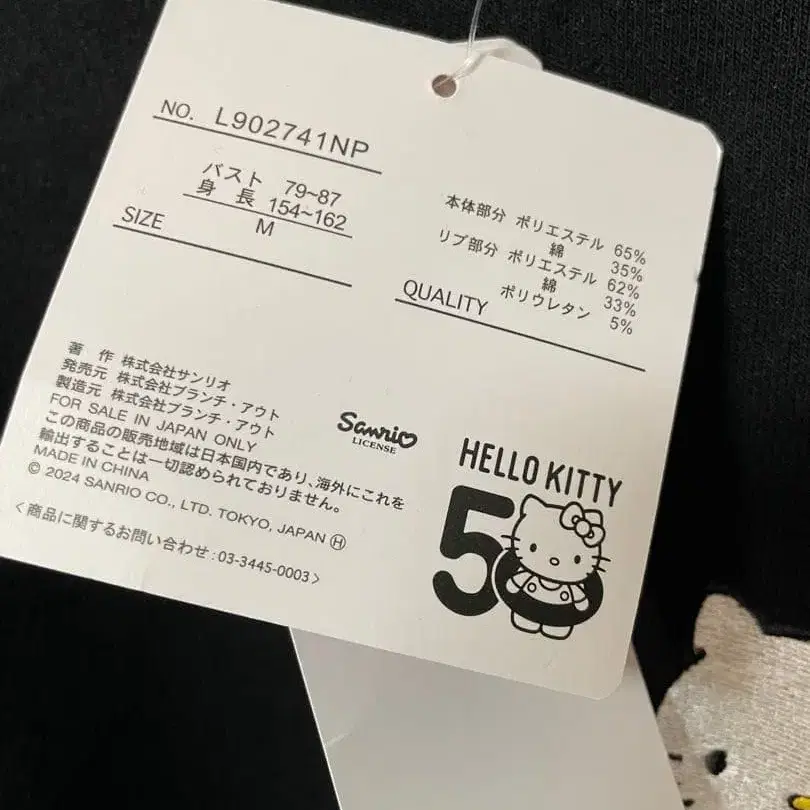 NO. L902741NP
バスト 79~87
身長 154~162
SIZE M
本体部分 ポリエステル 65%
綿 35%
リブ部分 ポリエステル 62%
綿 33%
ポリウレタン 5%
QUALITY
著 作 株式会社サンリオ
発売元 株式会社ブランチ・アウト
製造元 株式会社ブランチ・アウト
FOR SALE IN JAPAN ONLY
この商品の販売地域は日本国内であり、海外にこれを
輸出することは一切認められておりません。
MADE IN CHINA
© 2024 SANRIO CO., LTD. TOKYO, JAPAN Ⓗ
<商品に関するお問い合わせ:03-3445-0003>
Sanrio
LICENSE
HELLO KITTY
50